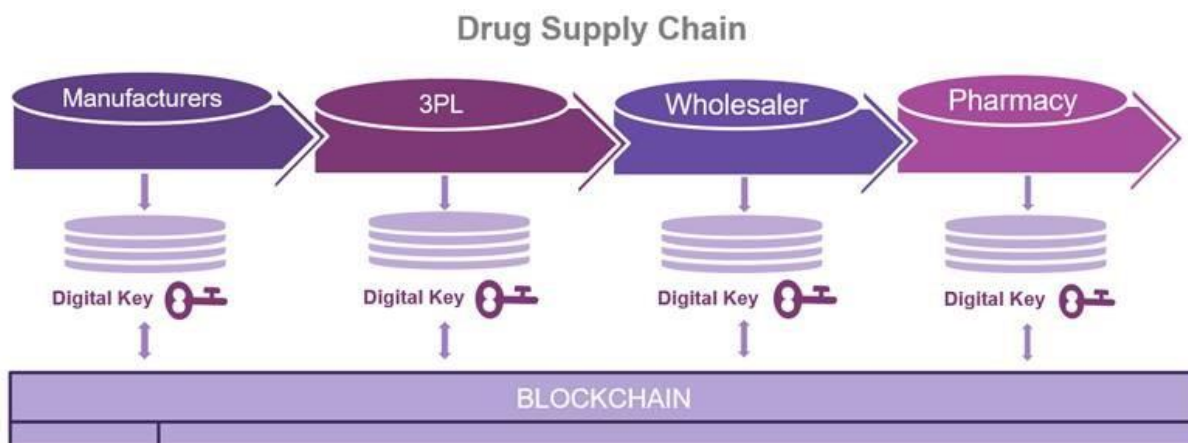 Drug Supply Chain
Manufacturers
3PL
Wholesaler
Pharmacy
Digital Key
Digital Key
Digital Key
Digital Key
BLOCKCHAIN